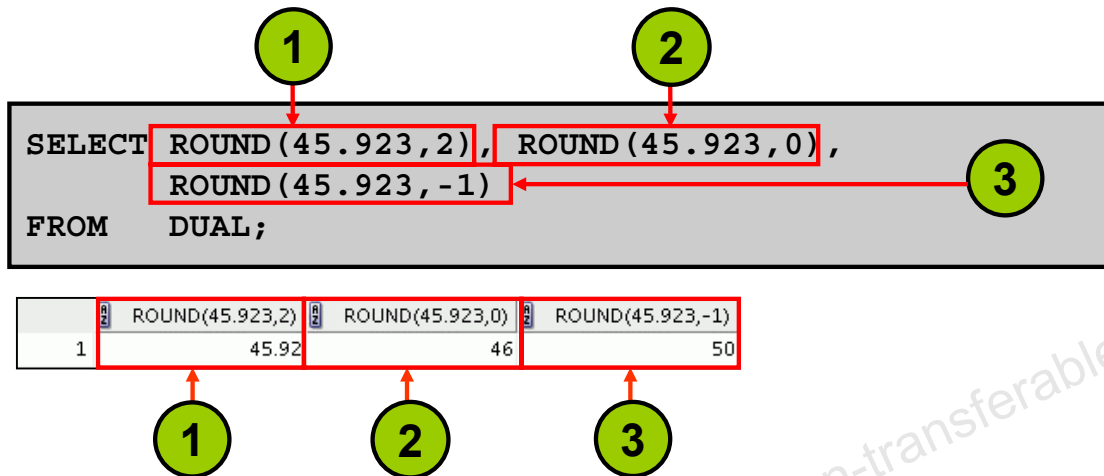 1 2
SELECT ROUND(45.923,2), ROUND(45.923,0),
ROUND(45.923,-1) 3
FROM DUAL;
ROUND(45.923,2) ROUND(45.923,0) ROUND(45.923,-1)
1 45.92 46 50
1 2 3
n-transferable